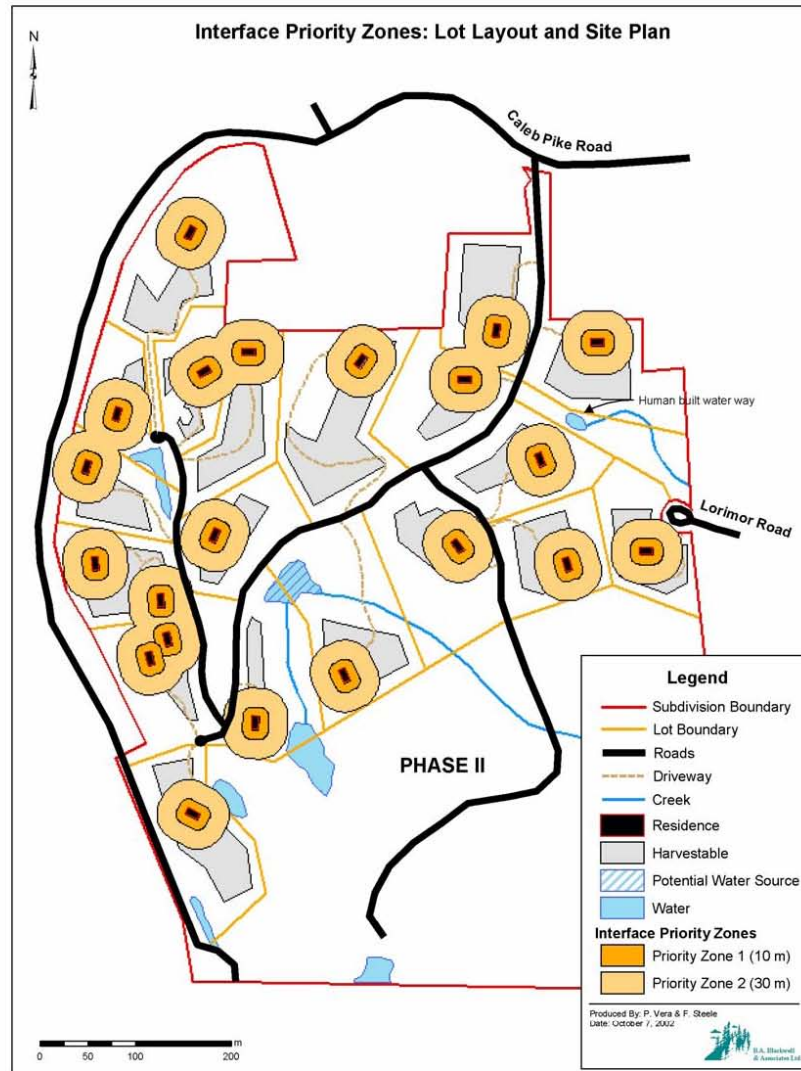 Interface Priority Zones: Lot Layout and Site Plan
N
Caleb Pike Road
Human built water way
Lorimor Road
PHASE II
Legend
Subdivision Boundary
Lot Boundary
Roads
Driveway
Creek
Residence
Harvestable
Potential Water Source
Water
Interface Priority Zones
Priority Zone 1 (10 m)
Priority Zone 2 (30 m)
Produced By: P. Vera & F. Steele
Date: October 7, 2002
B.A. Blackwell
& Associates Ltd.
m
0 50 100 200